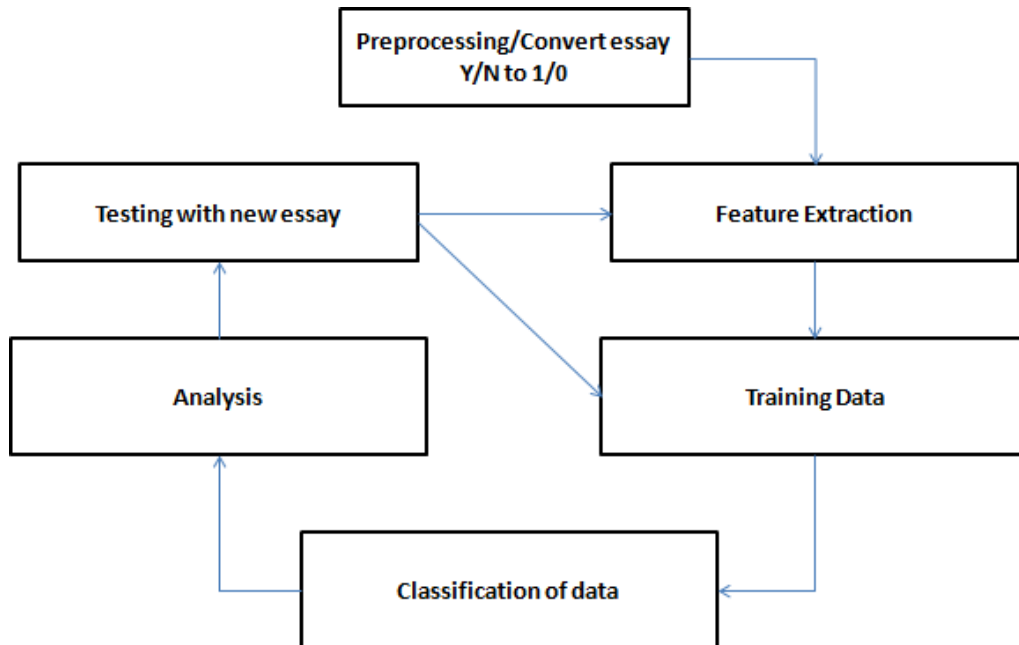 Preprocessing/Convert essay
Y/N to 1/0
Testing with new essay
Feature Extraction
Analysis
Training Data
Classification of data